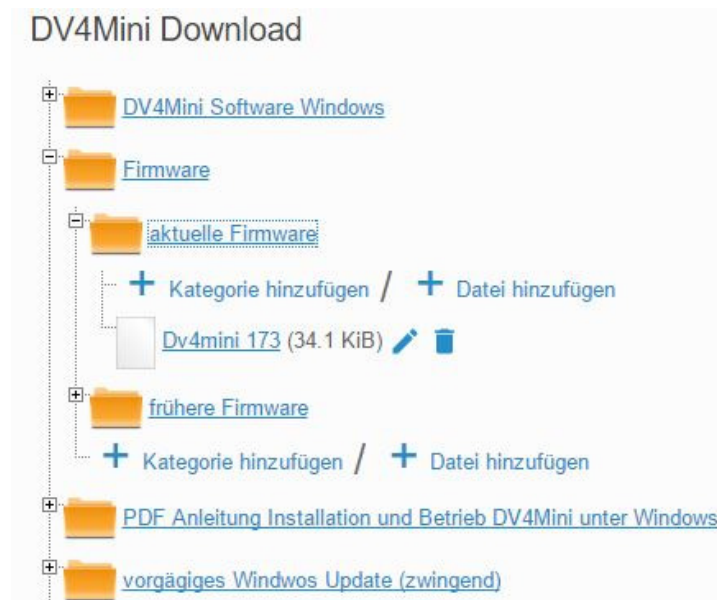 DV4Mini Download
DV4Mini Software Windows
Firmware
aktuelle Firmware
+ Kategorie hinzufügen / + Datei hinzufügen
Dv4mini 173 (34.1 KiB)
frühere Firmware
+ Kategorie hinzufügen / + Datei hinzufügen
PDF Anleitung Installation und Betrieb DV4Mini unter Windows
vorgägiges Windwos Update (zwingend)